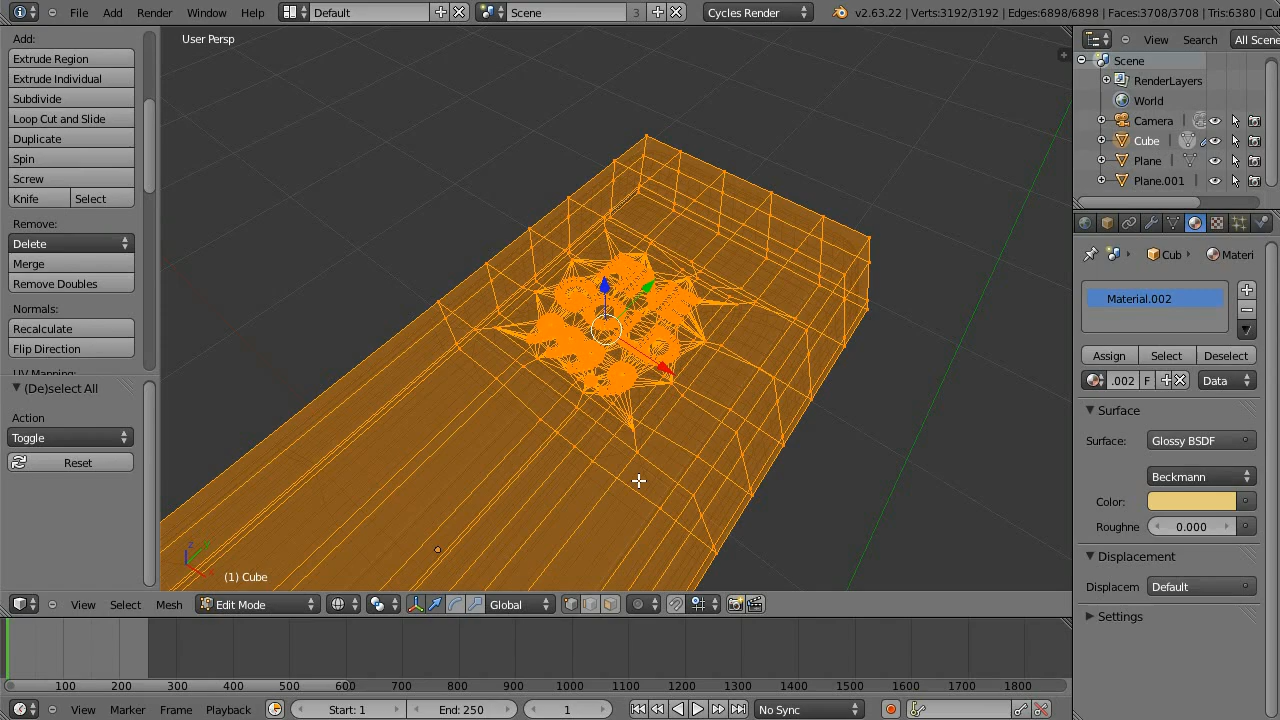 File Add Render Window Help Default Scene 3 Cycles Render v2.63.22 | Verts:3192/3192 | Edges:6898/6898 | Faces:3708/3708 | Tris:6380 | Cu
Add:
Extrude Region
Extrude Individual
Subdivide
Loop Cut and Slide
Duplicate
Spin
Screw
Knife Select
Remove:
Delete
Merge
Remove Doubles
Normals:
Recalculate
Flip Direction
UV Mapping:
(De)select All
Action
Toggle
Reset
User Persp
(1) Cube
z y x
View Select Mesh Edit Mode Global
100 200 300 400 500 600 700 800 900 1000 1100 1200 1300 1400 1500 1600 1700 1800
View Marker Frame Playback Start: 1 End: 250 1 No Sync
View Search All Scene
Scene
RenderLayers
World
Camera
Cube
Plane
Plane.001
Cub Materi
Material.002
Assign Select Deselect
.002 F Data
Surface
Surface: Glossy BSDF
Beckmann
Color:
Roughne 0.000
Displacement
Displacem Default
Settings